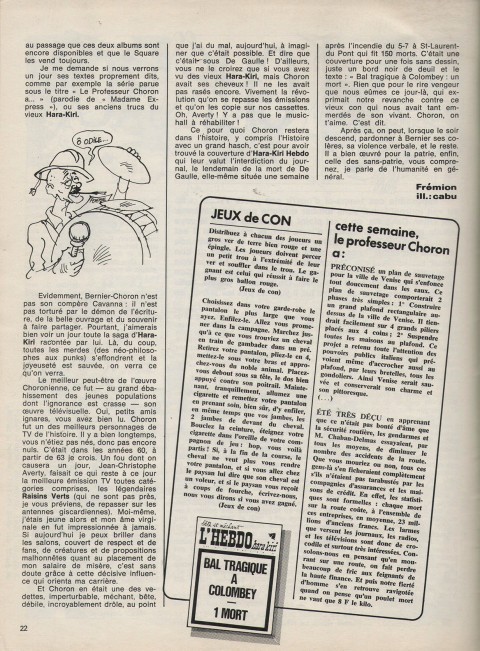 au passage que ces deux albums sont
encore disponibles et que le Square
les vend toujours.
Je me demande si nous verrons
un jour ses textes proprement dits,
comme par exemple la série parue
sous le titre « Le Professeur Choron
a... » (parodie de « Madame Ex-
press »), ou ses anciens trucs du
vieux Hara-Kiri.
Evidemment, Bernier-Choron n'est
pas son compère Cavanna : il n'est
pas torturé par le démon de l'écritu-
re, de la belle ouvrage et du souvenir
à faire partager. Pourtant, j'aimerais
bien voir un jour toute la saga d'Hara-
Kiri racontée par lui. Là, du coup,
toutes les merdes (des néo-philoso-
phes aux punks) s'effondrent et la
joyeuseté est sauvée, on verra ce
qu'on verra.
Le meilleur peut-être de l'œuvre
Choronienne, ce fut — au grand éba-
hissement des jeunes populations
dont l'ignorance est crasse — son
œuvre télévisuelle. Oui, petits amis
ignares, vous avez bien lu. Choron
fut un des meilleurs personnages de
TV de l'histoire. Il y a bien longtemps,
vous n'étiez pas nés, donc pas encore
nuls. C'était dans les années 60, à
partir de 63 je crois. Un fou dont on
causera un jour, Jean-Christophe
Averty, faisait ce qui reste à ce jour
la meilleure émission TV toutes caté-
gories comprises, les légendaires
Raisins Verts (qui ne sont pas près,
je vous préviens, de repasser sur les
antennes giscardiennes). Moi-même,
j'étais jeune alors et mon âme virgi-
nale en fut impressionnée à jamais.
Si aujourd'hui je peux briller dans
les salons, couvert de respect et de
fans, de créatures et de propositions
malhonnêtes quant au placement de
mon salaire de misère, c'est sans
doute grâce à cette décisive influen-
ce qui orienta ma carrière.
Et Choron en était une des ve-
dettes, imperturbable, méchant, bête,
débile, incroyablement drôle, au point
22
8 ODILE...
que j'ai du mal, aujourd'hui, à imagi-
ner que c'était possible. Et dire que
c'était sous De Gaulle ! D'ailleurs,
vous ne le croirez que si vous avez
vu des vieux Hara-Kiri, mais Choron
avait ses cheveux ! Il ne les avait
pas rasés encore. Vivement la révo-
lution qu'on se repasse les émissions
et qu'on les copie sur nos cassettes.
Oh, Averty ! Y a pas que le music-
hall à réhabiliter !
Ce pour quoi Choron restera
dans l'histoire, y compris l'Histoire
avec un grand hasch, c'est pour avoir
trouvé la couverture d'Hara-Kiri Hebdo
qui leur valut l'interdiction du jour-
nal, le lendemain de la mort de De
Gaulle, elle-même située une semaine
après l'incendie du 5-7 à St-Laurent-
du Pont qui fit 150 morts. C'était une
couverture pour une fois sans dessin,
juste un bord noir de deuil et le
texte : « Bal tragique à Colombey : un
mort ». Rien que pour le rire vengeur
que nous eûmes ce jour-là, qui ex-
primait notre revanche contre ce
vieux con qui nous avait tant em-
merdés de son vivant. Choron, on
t'aime. C'est dit.
Après ça, on peut, lorsque le soir
descend, pardonner à Bernier ses co-
lères, sa violence verbale, et le reste.
Il a bien œuvré pour la patrie, enfin,
celle des sans-patrie, vous compre-
nez, je parle de l'humanité en gé-
néral.
Frémion
ill.: cabu
JEUX de CON
Distribuez à chacun des joueurs un
gros ver de terre bien rouge et une
épingle. Les joueurs doivent percer
un petit trou à l'extrémité de leur
ver et souffler dans le trou. Le ga-
gnant est celui qui réussit à faire le
plus gros ballon rouge.
(Jeux de con)
Choisissez dans votre garde-robe le
pantalon le plus large que vous
ayez. Enfilez-le. Allez vous prome-
ner dans la campagne. Marchez jus-
qu'à ce que vous trouviez un cheval
en train de gambader dans un pré.
Retirez votre pantalon, pliez-le en 4,
mettez-le sous votre bras et appro-
chez-vous du noble animal. Placez-
vous debout sous sa tête, le dos bien
appuyé contre son poitrail. Mainte-
nant, tranquillement, allumez une
cigarette et remettez votre pantalon
en prenant soin, bien sûr, d'y enfiler,
en même temps que vos jambes, les
2 jambes de devant du cheval.
Bouclez la ceinture, éteignez votre
cigarette dans l'oreille de votre com-
pagnon de jeu : hop, vous voilà
partis ! Si, à la fin de la course, le
cheval ne veut pas vous rendre
votre pantalon, et si vous allez chez
le paysan lui dire que son cheval est
un voleur, et si le paysan vous reçoit
à coups de fourche, écrivez-nous,
nous vous dirons si vous avez gagné.
(Jeux de con)
L'HEBDO
hara kiri
BAL TRAGIQUE
A
COLOMBEY
—
1 MORT
cette semaine,
le professeur Choron
a :
PRÉCONISÉ un plan de sauvetage
pour la ville de Venise qui s'enfonce
tout doucement dans les eaux. Ce
plan de sauvetage comporterait 2
phases très simples : 1° Construire
un grand plafond rectangulaire au-
dessus de la ville de Venise. Il tien-
drait facilement sur 4 grands piliers
placés aux 4 coins ; 2° Suspendre
toutes les maisons au plafond. Ce
projet a retenu toute l'attention des
pouvoirs publics italiens qui pré-
voient même d'accrocher aussi au
plafond, par leurs bretelles, tous les
gondoliers. Ainsi Venise serait sau-
vée et conserverait son charme si
pittoresque.
(...)
ÉTÉ TRÈS DÉÇU en apprenant
que ce n'était pas bonté d'âme que
la sécurité routière, les gendarmes et
M. Chaban-Delmas essayaient, par
tous les moyens, de diminuer le
nombre des accidents de la route.
Que vous mouriez ou non, tous ces
gens-là s'en ficheraient complètement
s'ils n'étaient pas tarabustés par les
compagnies d'assurances et les mai-
sons de crédit. En effet, les statisti-
ques sont formelles : chaque mort
sur la route coûte, à l'ensemble de
ces entreprises, en moyenne, 23 mil-
lions d'anciens francs. Les larmes
que versent les journaux, les radios,
et les télévisions sont donc de cro-
codile et surtout très intéressées. Con-
solons-nous en pensant qu'en mou-
rant sur une route, on fait perdre
beaucoup de fric aux feignants de
la haute finance. Et puis notre fierté
d'homme s'en retrouve ravigotée
quand on pense qu'un poulet mort
ne vaut que 8 F le kilo.